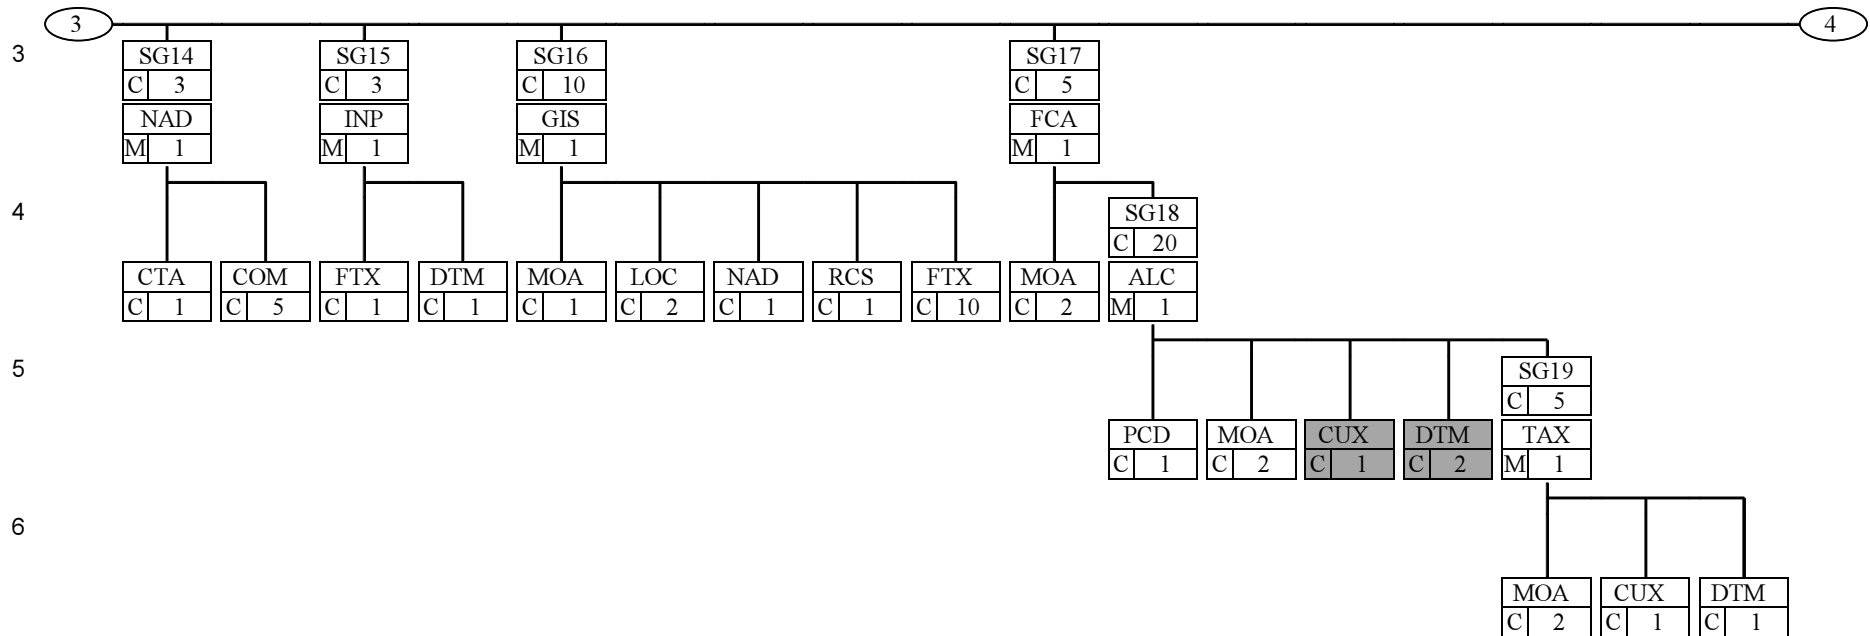 3 4
3 SG14 SG15 SG16 SG17
C 3 C 3 C 10 C 5
NAD INP GIS FCA
M 1 M 1 M 1 M 1
4 SG18
C 20
CTA COM FTX DTM MOA LOC NAD RCS FTX MOA ALC
C 1 C 5 C 1 C 1 C 1 C 2 C 1 C 1 C 10 C 2 M 1
5 SG19
C 5
PCD MOA CUX DTM TAX
C 1 C 2 C 1 C 2 M 1
6
MOA CUX DTM
C 2 C 1 C 1